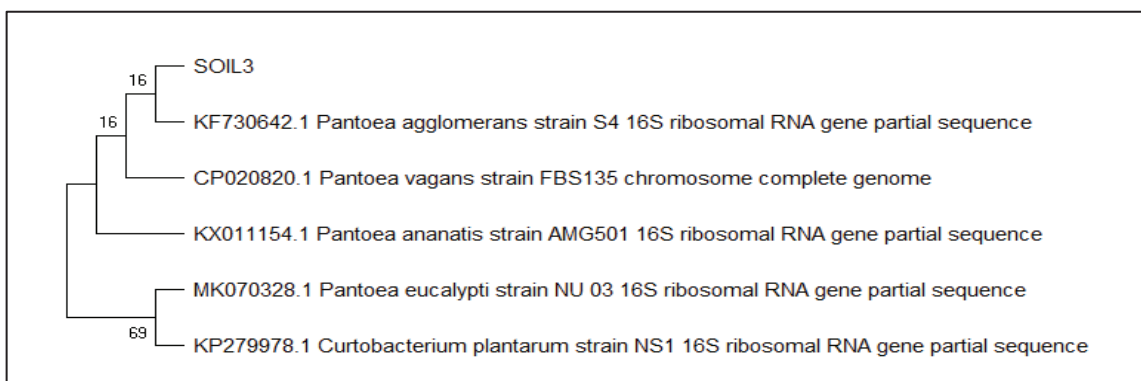 16
SOIL3
16
KF730642.1 Pantoea agglomerans strain S4 16S ribosomal RNA gene partial sequence
CP020820.1 Pantoea vagans strain FBS135 chromosome complete genome
KX011154.1 Pantoea ananatis strain AMG501 16S ribosomal RNA gene partial sequence
MK070328.1 Pantoea eucalypti strain NU 03 16S ribosomal RNA gene partial sequence
69
KP279978.1 Curtobacterium plantarum strain NS1 16S ribosomal RNA gene partial sequence